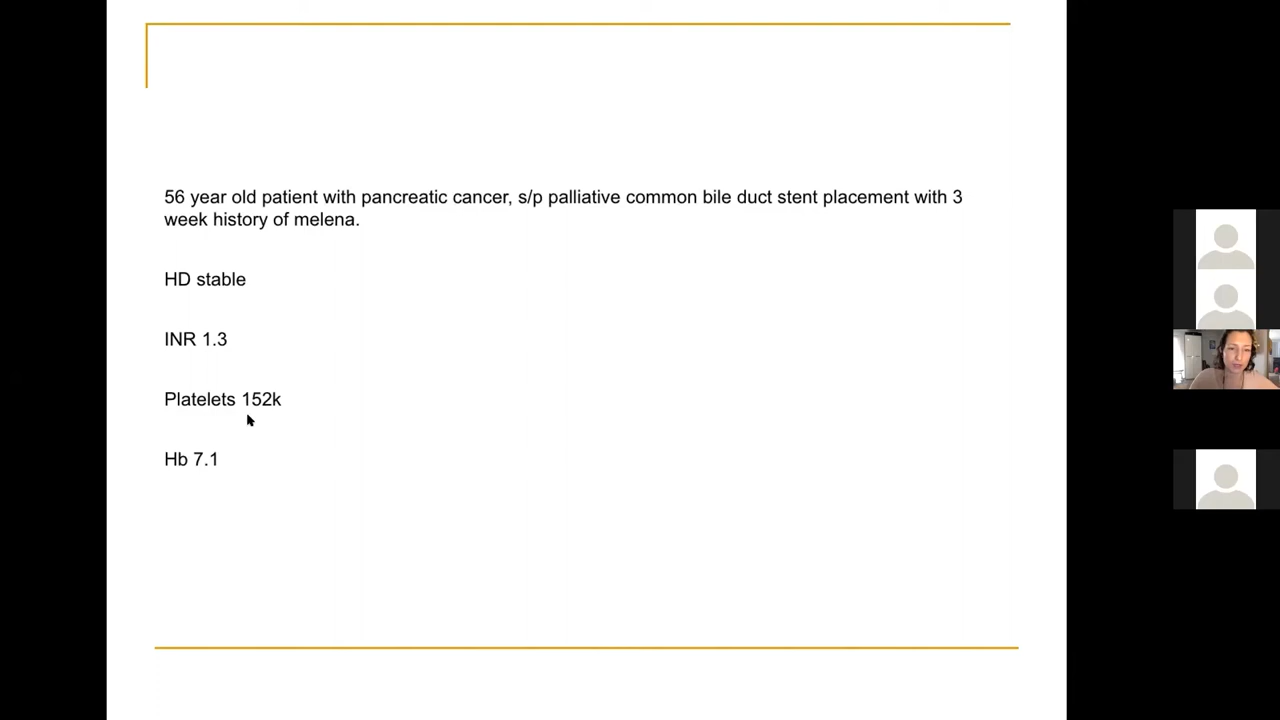 56 year old patient with pancreatic cancer, s/p palliative common bile duct stent placement with 3
week history of melena.
HD stable
INR 1.3
Platelets 152k
Hb 7.1